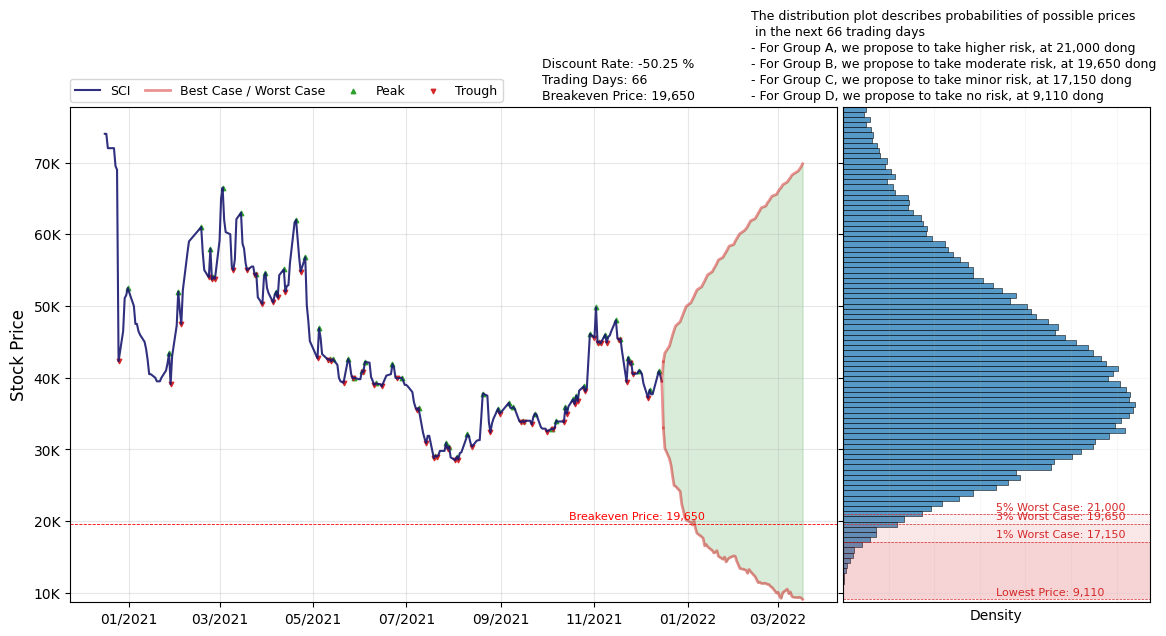 The distribution plot describes probabilities of possible prices
in the next 66 trading days
- For Group A, we propose to take higher risk, at 21,000 dong
- For Group B, we propose to take moderate risk, at 19,650 dong
- For Group C, we propose to take minor risk, at 17,150 dong
- For Group D, we propose to take no risk, at 9,110 dong
Discount Rate: -50.25 %
Trading Days: 66
Breakeven Price: 19,650
SCI Best Case / Worst Case Peak Trough
Stock Price
70K
60K
50K
40K
30K
20K
10K
Breakeven Price: 19,650
01/2021 03/2021 05/2021 07/2021 09/2021 11/2021 01/2022 03/2022
5% Worst Case: 21,000
3% Worst Case: 19,650
1% Worst Case: 17,150
Lowest Price: 9,110
Density